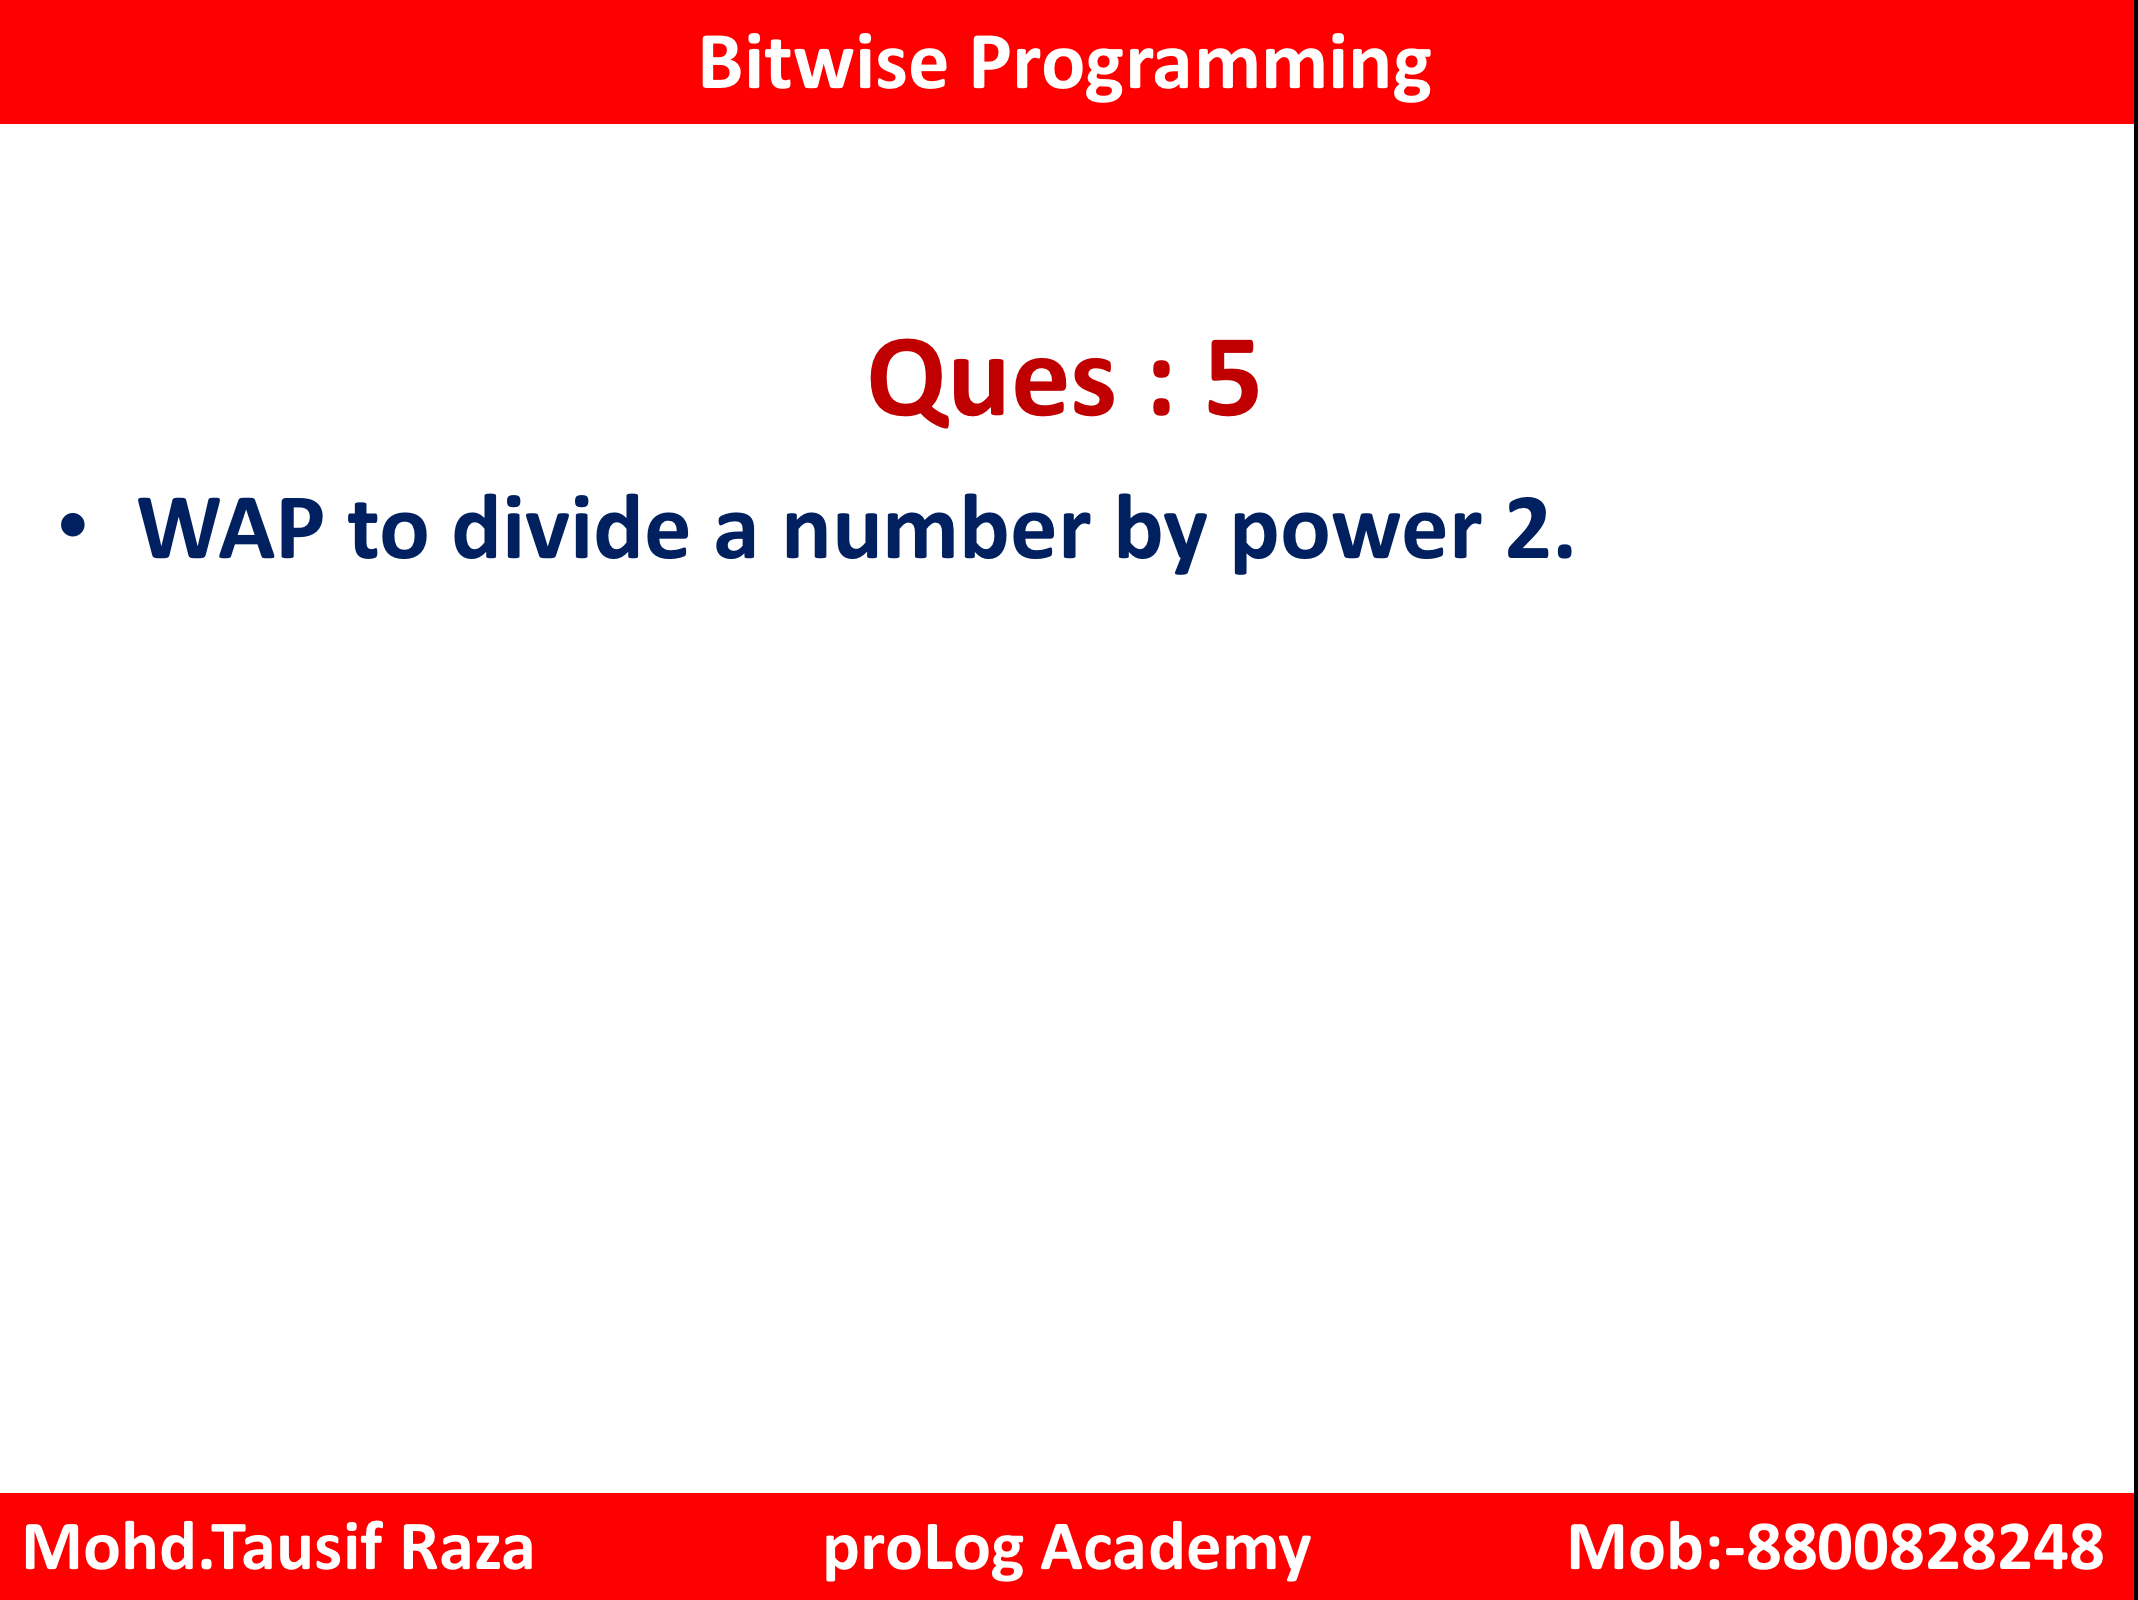 Bitwise Programming
Ques : 5
• WAP to divide a number by power 2.
Mohd.Tausif Raza proLog Academy Mob:-8800828248